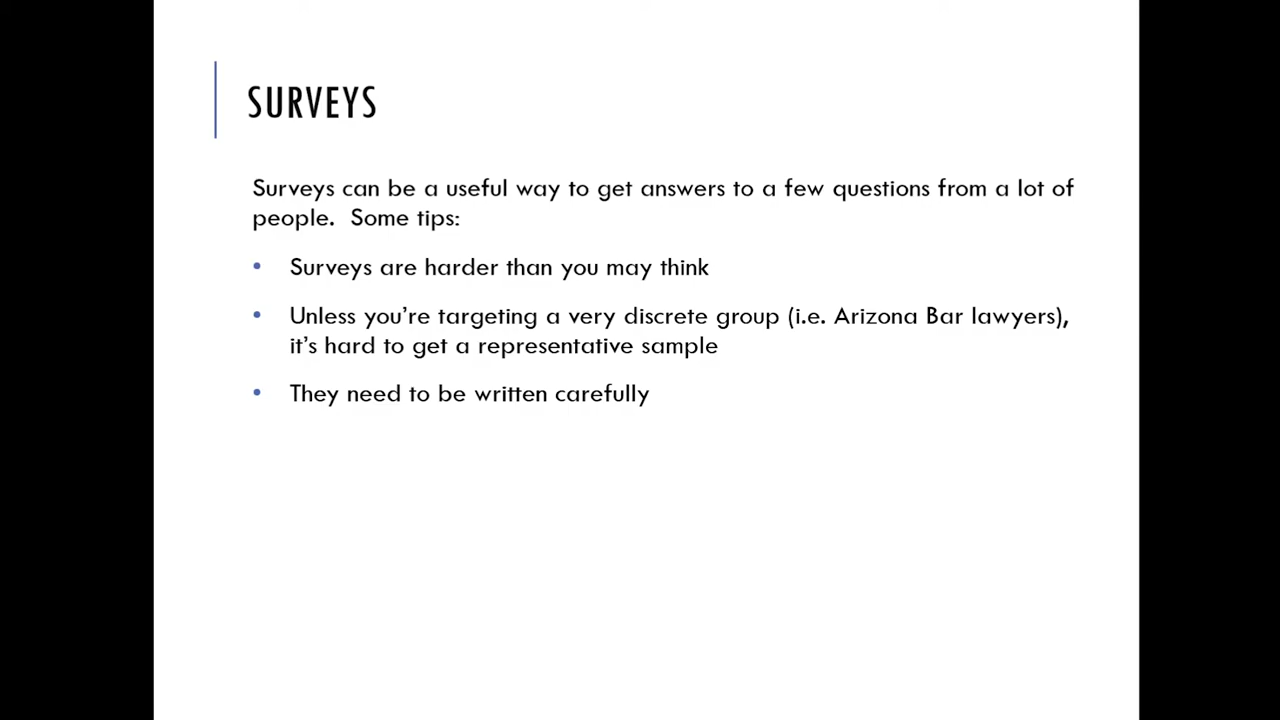 SURVEYS
Surveys can be a useful way to get answers to a few questions from a lot of
people.  Some tips:
• Surveys are harder than you may think
• Unless you’re targeting a very discrete group (i.e. Arizona Bar lawyers),
it’s hard to get a representative sample
• They need to be written carefully